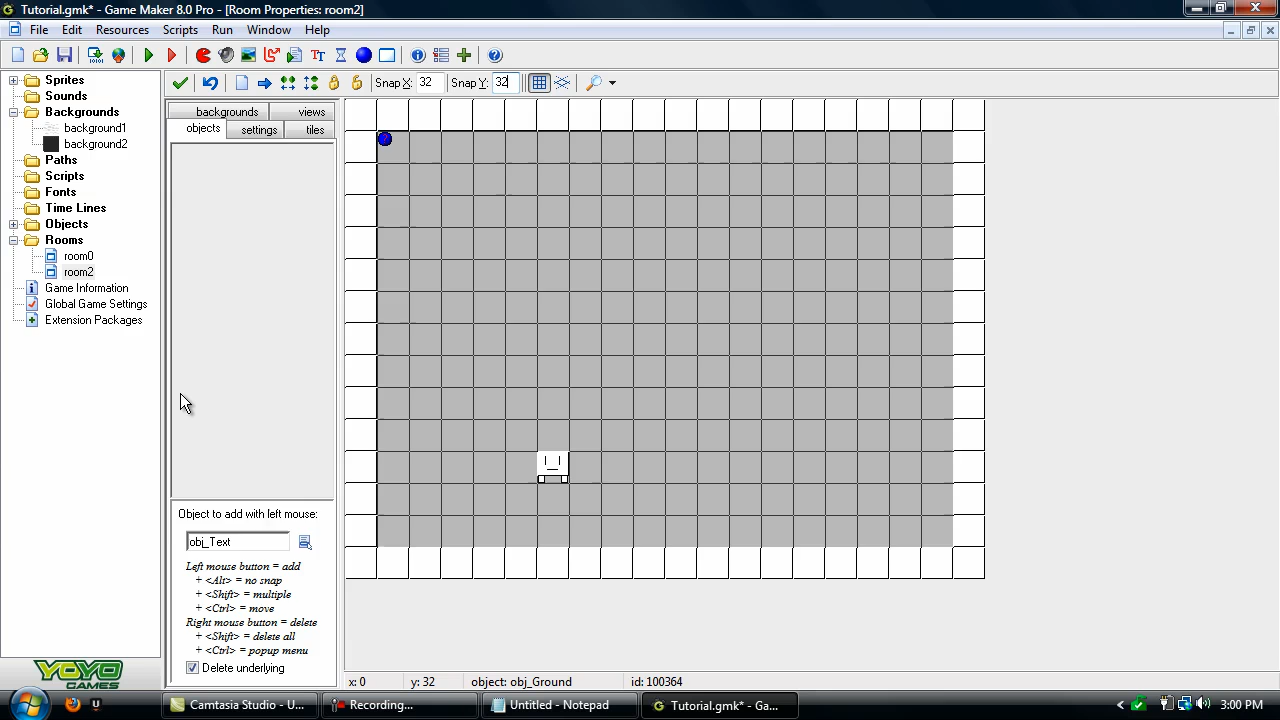 Tutorial.gmk* - Game Maker 8.0 Pro - [Room Properties: room2]
File Edit Resources Scripts Run Window Help
Snap X: 32 Snap Y: 32
Sprites
Sounds
Backgrounds
background1
background2
Paths
Scripts
Fonts
Time Lines
Objects
Rooms
room0
room2
Game Information
Global Game Settings
Extension Packages
backgrounds views
objects settings tiles
Object to add with left mouse:
obj_Text
Left mouse button = add
+ <Alt> = no snap
+ <Shift> = multiple
+ <Ctrl> = move
Right mouse button = delete
+ <Shift> = delete all
+ <Ctrl> = popup menu
Delete underlying
YOYO
GAMES
x: 0 y: 32 object: obj_Ground id: 100364
Camtasia Studio - U... Recording... Untitled - Notepad Tutorial.gmk* - Ga... 3:00 PM